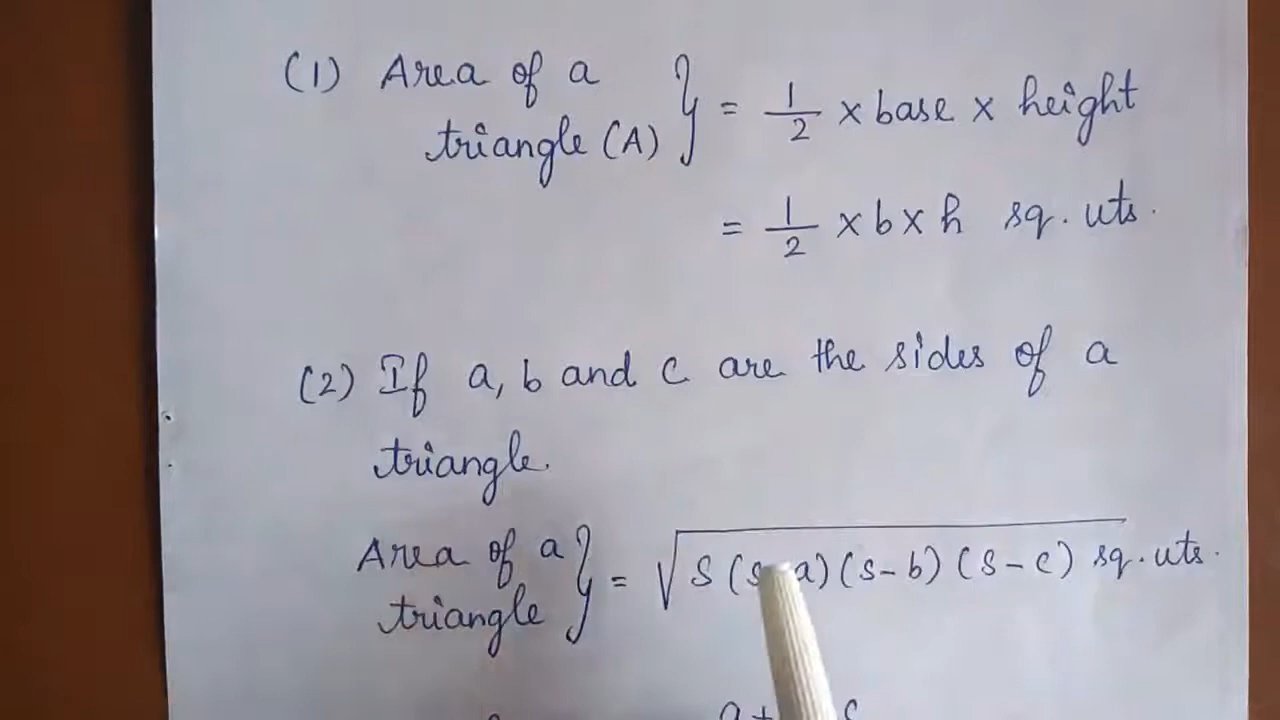 (1) Area of a
triangle (A) } = 1/2 × base × height
= 1/2 × b × h sq. uts.
(2) If a, b and c are the sides of a
triangle.
Area of a
triangle } = √s(s-a)(s-b)(s-c) sq. uts.